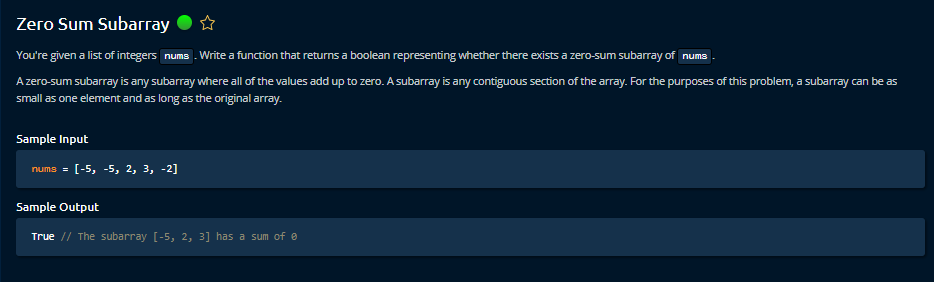 Zero Sum Subarray
You're given a list of integers nums. Write a function that returns a boolean representing whether there exists a zero-sum subarray of nums.
A zero-sum subarray is any subarray where all of the values add up to zero. A subarray is any contiguous section of the array. For the purposes of this problem, a subarray can be as
small as one element and as long as the original array.
Sample Input
nums = [-5, -5, 2, 3, -2]
Sample Output
True // The subarray [-5, 2, 3] has a sum of 0